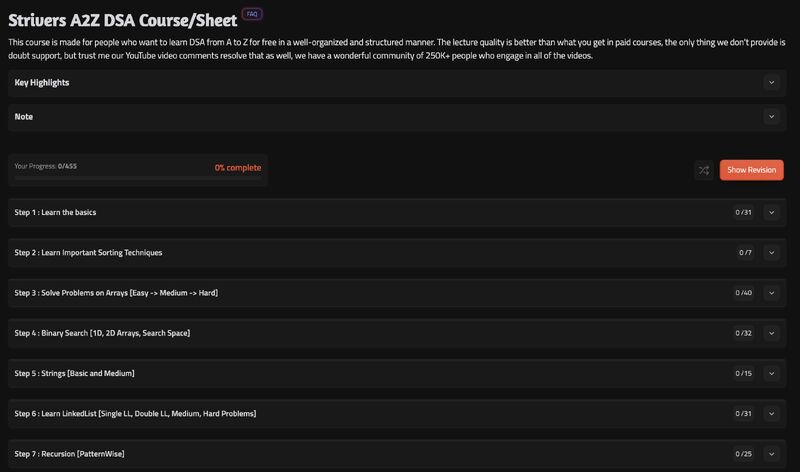 Strivers A2Z DSA Course/Sheet FAQ
This course is made for people who want to learn DSA from A to Z for free in a well-organized and structured manner. The lecture quality is better than what you get in paid courses, the only thing we don't provide is
doubt support, but trust me our YouTube video comments resolve that as well, we have a wonderful community of 250K+ people who engage in all of the videos.
Key Highlights
Note
Your Progress: 0/455 0% complete
Show Revision
Step 1 : Learn the basics 0 /31
Step 2 : Learn Important Sorting Techniques 0 /7
Step 3 : Solve Problems on Arrays [Easy -> Medium -> Hard] 0 /40
Step 4 : Binary Search [1D, 2D Arrays, Search Space] 0 /32
Step 5 : Strings [Basic and Medium] 0 /15
Step 6 : Learn LinkedList [Single LL, Double LL, Medium, Hard Problems] 0 /31
Step 7 : Recursion [PatternWise] 0 /25